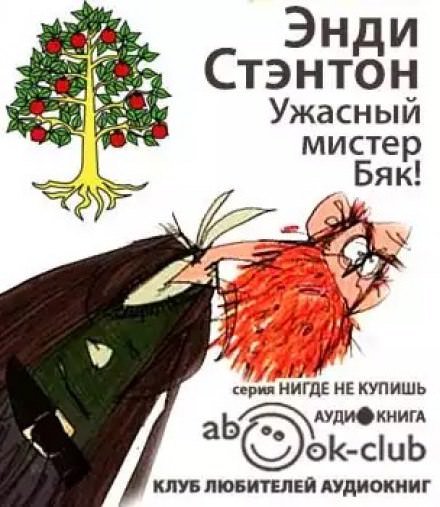 Энди
Стэнтон
Ужасный
мистер
Бяк!
серия НИГДЕ НЕ КУПИШЬ
АУДИОКНИГА
abook-club
КЛУБ ЛЮБИТЕЛЕЙ АУДИОКНИГ